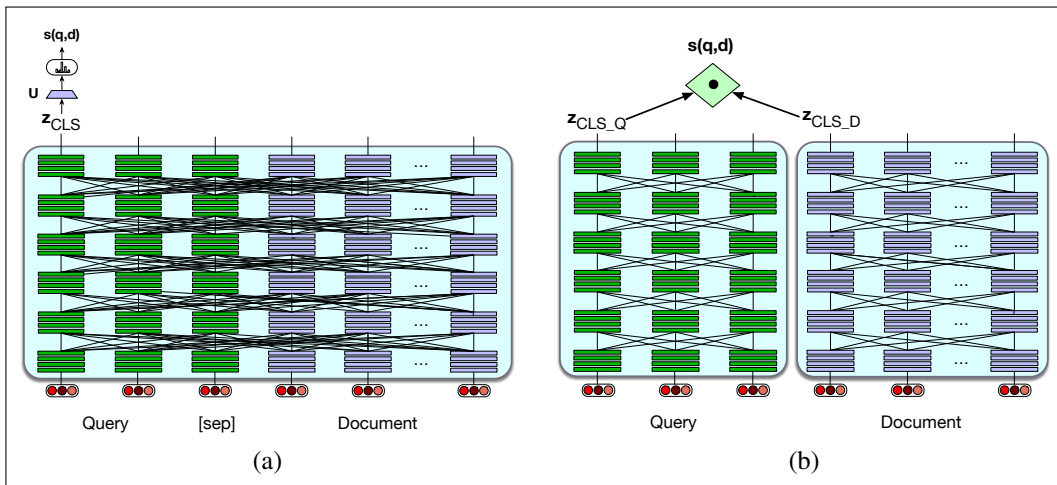 s(q,d)
U
zCLS
...
...
...
...
...
...
Query [sep] Document
(a)
s(q,d)
zCLS_Q zCLS_D
...
...
...
...
...
...
Query Document
(b)